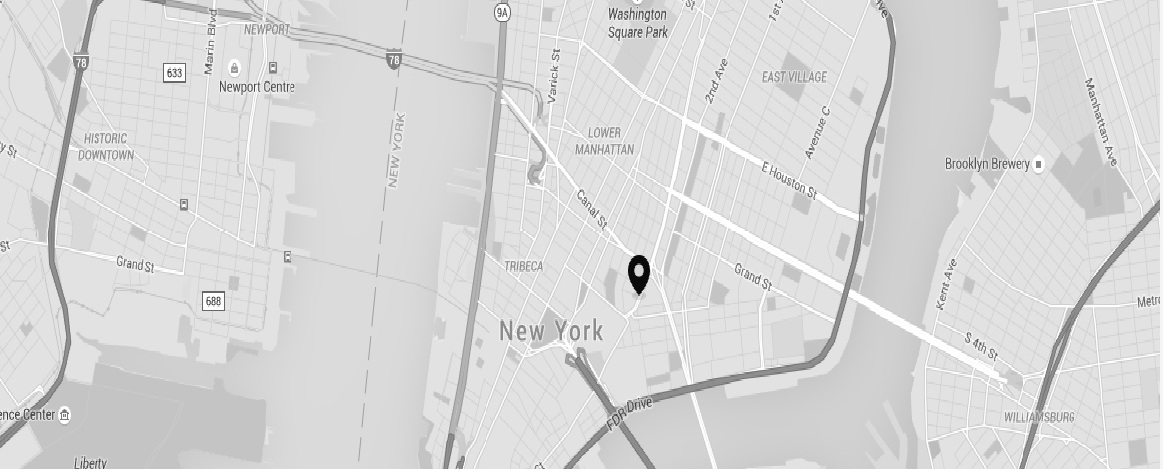 9A
Washington
Square Park
St
1st
Drive
NEWPORT
Marin Blvd
78
78
633
Newport Centre
Varick St
2nd Ave
EAST VILLAGE
Manhattan Ave
HISTORIC
DOWNTOWN
NEW YORK
LOWER
MANHATTAN
Avenue C
y St
Brooklyn Brewery
E Houston St
Canal St
St
Grand St
TRIBECA
Grand St
Kent Ave
688
Metro
New York
S 4th St
ence Center
FDR Drive
WILLIAMSBURG
Liberty
St